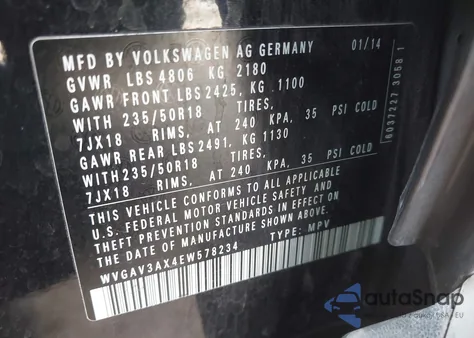 MFD BY VOLKSWAGEN AG GERMANY 01/14
GVWR LBS 4806 KG 2180
GAWR FRONT LBS 2425, KG 1100
WITH 235/50R18 TIRES,
7JX18 RIMS, AT 240 KPA, 35 PSI COLD
GAWR REAR LBS 2491, KG 1130
WITH 235/50R18 TIRES,
7JX18 RIMS, AT 240 KPA, 35 PSI COLD
THIS VEHICLE CONFORMS TO ALL APPLICABLE
U.S. FEDERAL MOTOR VEHICLE SAFETY AND
THEFT PREVENTION STANDARDS IN EFFECT ON
THE DATE OF MANUFACTURE SHOWN ABOVE.
WVGAV3AX4EW578234 TYPE: MPV
6037227 3058 1
autoSnap